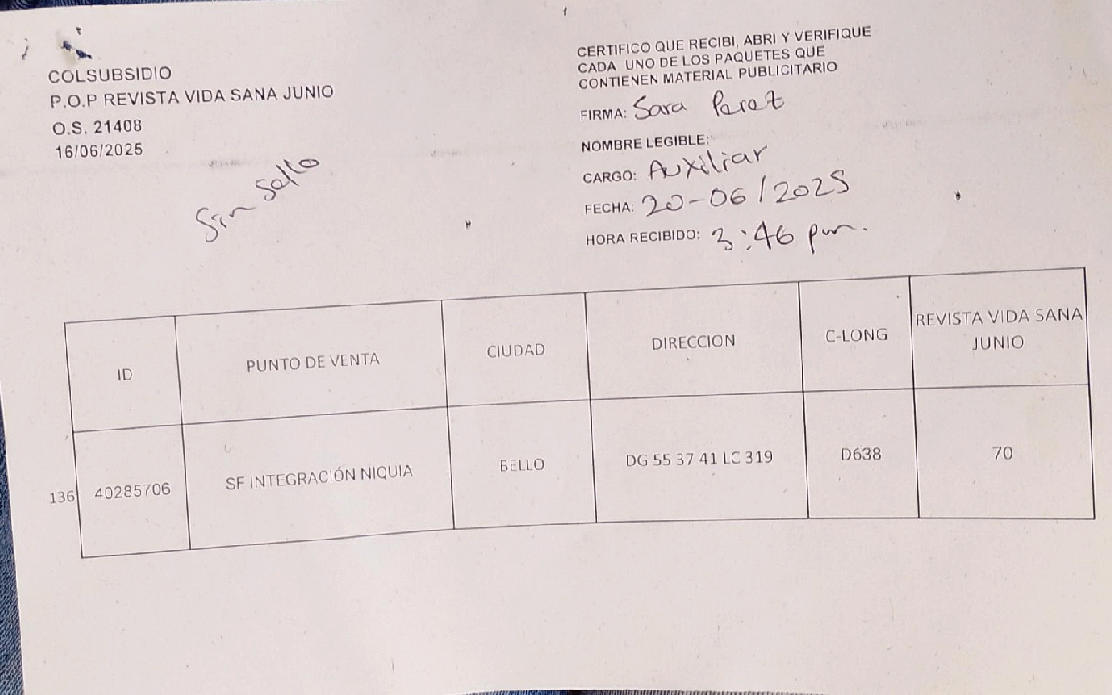 COLSUBSIDIO
P.O.P REVISTA VIDA SANA JUNIO
O.S. 21408
16/06/2025
Sin Sello
CERTIFICO QUE RECIBI, ABRI Y VERIFIQUE
CADA UNO DE LOS PAQUETES QUE
CONTIENEN MATERIAL PUBLICITARIO
FIRMA: Sara
NOMBRE LEGIBLE:
CARGO: Auxiliar
FECHA: 20-06/2025
HORA RECIBIDO: 3:46 pm.
ID PUNTO DE VENTA CIUDAD DIRECCION C-LONG REVISTA VIDA SANA
JUNIO
136 40285706 SF INTEGRACIÓN NIQUIA BELLO DG 55 37 41 LC 319 D638 70